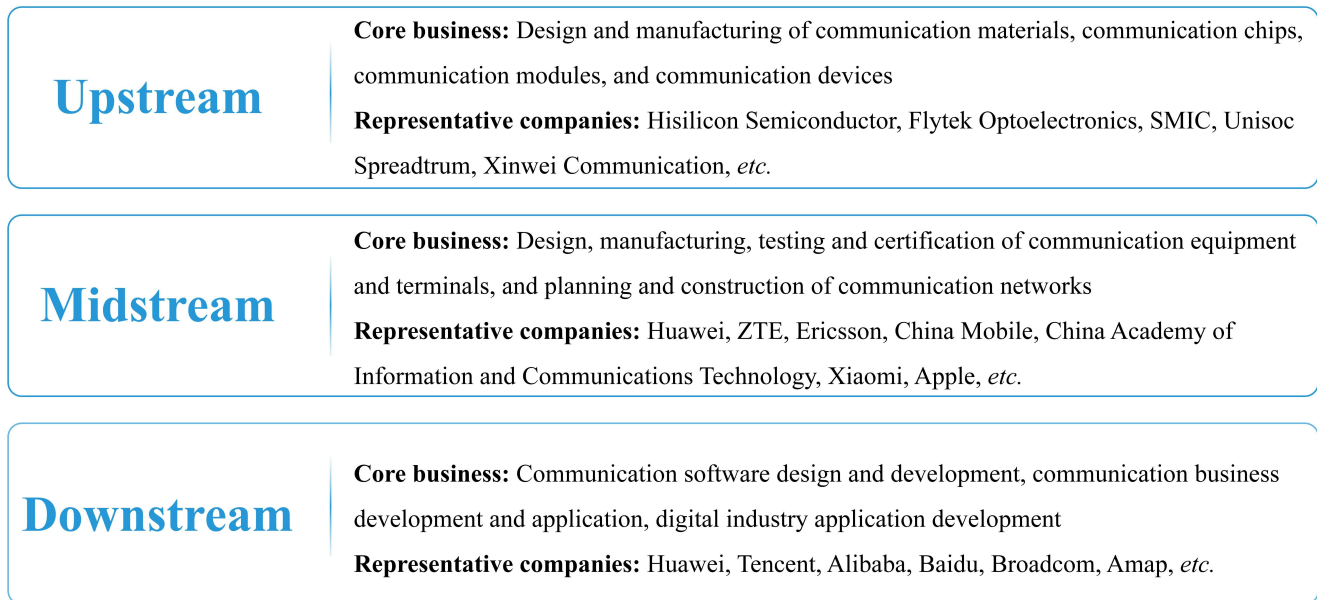 Upstream
Core business: Design and manufacturing of communication materials, communication chips,
communication modules, and communication devices
Representative companies: Hisilicon Semiconductor, Flytek Optoelectronics, SMIC, Unisoc
Spreadtrum, Xinwei Communication, etc.
Midstream
Core business: Design, manufacturing, testing and certification of communication equipment
and terminals, and planning and construction of communication networks
Representative companies: Huawei, ZTE, Ericsson, China Mobile, China Academy of
Information and Communications Technology, Xiaomi, Apple, etc.
Downstream
Core business: Communication software design and development, communication business
development and application, digital industry application development
Representative companies: Huawei, Tencent, Alibaba, Baidu, Broadcom, Amap, etc.